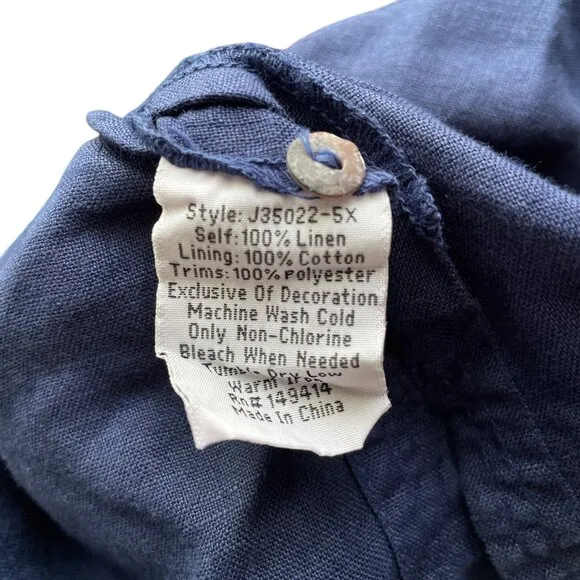 Style: J35022-5X
Self: 100% Linen
Lining: 100% Cotton
Trims: 100% Polyester
Exclusive Of Decoration
Machine Wash Cold
Only Non-Chlorine
Bleach When Needed
Tumble Dry Low
Warm Iron
Rn# 149414
Made In China